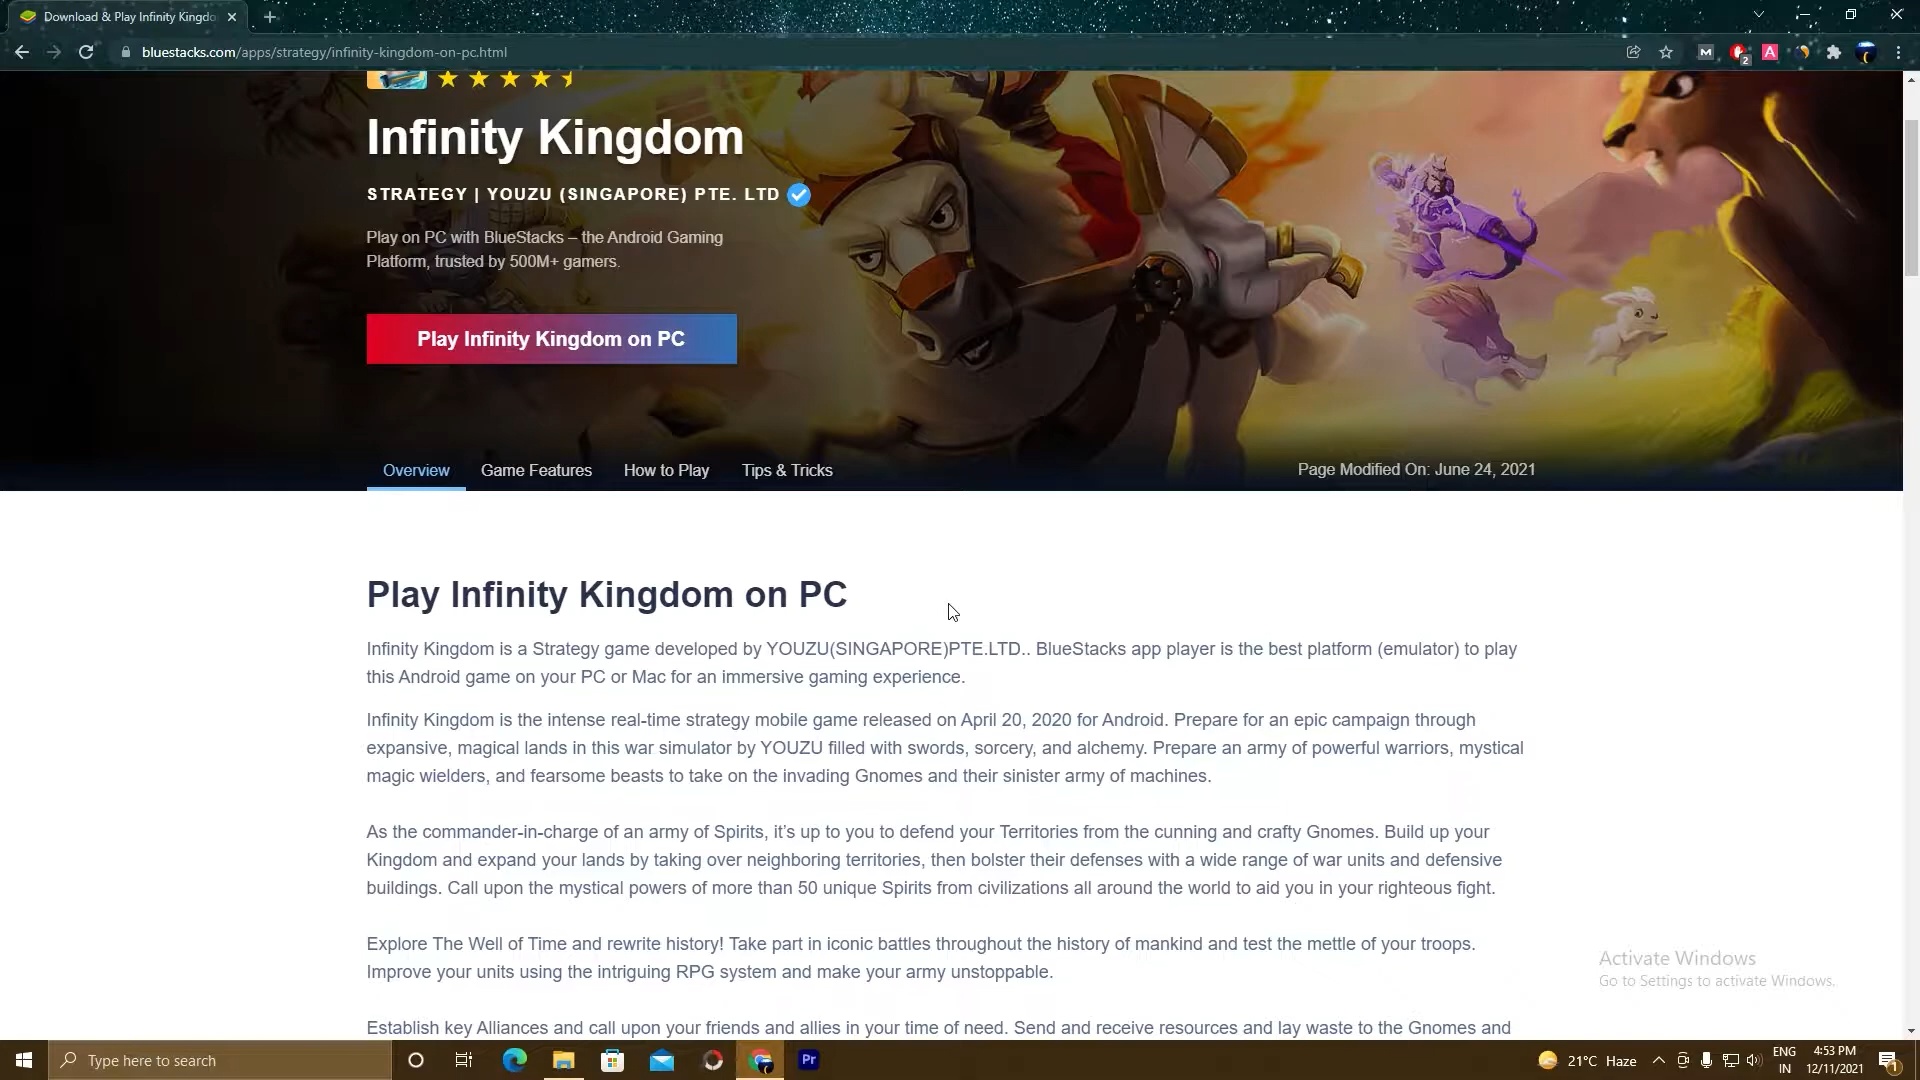 Download & Play Infinity Kingdo
bluestacks.com/apps/strategy/infinity-kingdom-on-pc.html
M
2
A
Infinity Kingdom
STRATEGY | YOUZU (SINGAPORE) PTE. LTD
Play on PC with BlueStacks – the Android Gaming
Platform, trusted by 500M+ gamers.
Play Infinity Kingdom on PC
Overview Game Features How to Play Tips & Tricks Page Modified On: June 24, 2021
Play Infinity Kingdom on PC
Infinity Kingdom is a Strategy game developed by YOUZU(SINGAPORE)PTE.LTD.. BlueStacks app player is the best platform (emulator) to play
this Android game on your PC or Mac for an immersive gaming experience.
Infinity Kingdom is the intense real-time strategy mobile game released on April 20, 2020 for Android. Prepare for an epic campaign through
expansive, magical lands in this war simulator by YOUZU filled with swords, sorcery, and alchemy. Prepare an army of powerful warriors, mystical
magic wielders, and fearsome beasts to take on the invading Gnomes and their sinister army of machines.
As the commander-in-charge of an army of Spirits, it’s up to you to defend your Territories from the cunning and crafty Gnomes. Build up your
Kingdom and expand your lands by taking over neighboring territories, then bolster their defenses with a wide range of war units and defensive
buildings. Call upon the mystical powers of more than 50 unique Spirits from civilizations all around the world to aid you in your righteous fight.
Explore The Well of Time and rewrite history! Take part in iconic battles throughout the history of mankind and test the mettle of your troops.
Improve your units using the intriguing RPG system and make your army unstoppable.
Establish key Alliances and call upon your friends and allies in your time of need. Send and receive resources and lay waste to the Gnomes and
Activate Windows
Go to Settings to activate Windows.
Type here to search
Pr
21°C Haze
ENG
IN
4:53 PM
12/11/2021
1